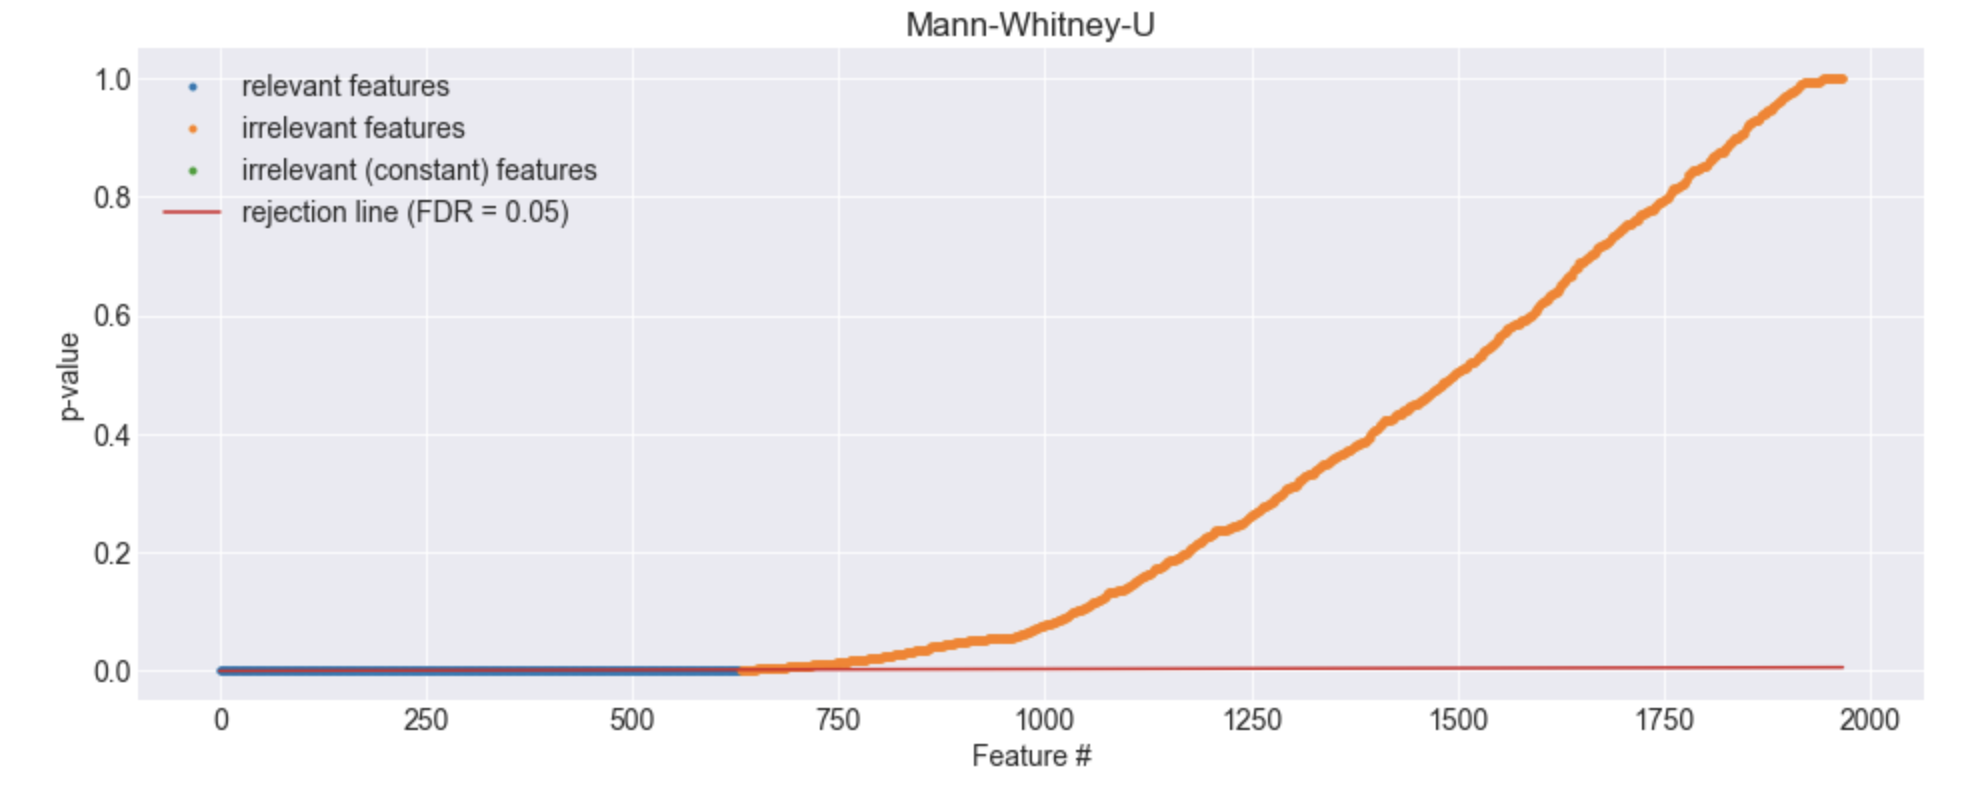 Mann-Whitney-U
relevant features
irrelevant features
irrelevant (constant) features
rejection line (FDR = 0.05)
1.0
0.8
0.6
0.4
0.2
0.0
p-value
0 250 500 750 1000 1250 1500 1750 2000
Feature #